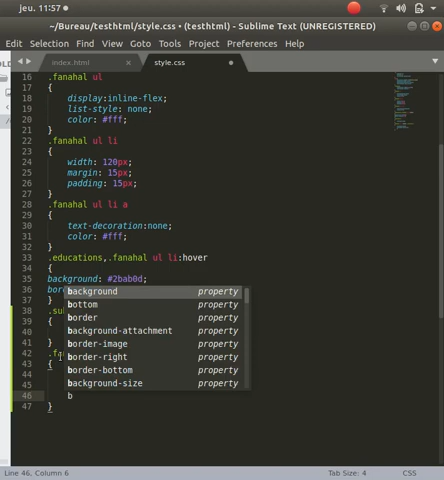 jeu. 11:57
~/Bureau/testhtml/style.css • (testhtml) - Sublime Text (UNREGISTERED)
Edit Selection Find View Goto Tools Project Preferences Help
index.html × style.css
16 .fanahal ul
17 {
18 display:inline-flex;
19 list-style: none;
20 color: #fff;
21 }
22 .fanahal ul li
23 {
24 width: 120px;
25 margin: 15px;
26 padding: 15px;
27 }
28 .fanahal ul li a
29 {
30 text-decoration:none;
31 color: #fff;
32 }
33 .educations,.fanahal ul li:hover
34 {
35 background: #2bab0d;
36
37 }
38
39 {
40
41 }
42
43 {
44
45
46 b
47 }
background property
bottom property
border property
background-attachment property
border-image property
border-right property
border-bottom property
background-size property
Line 46, Column 6 Tab Size: 4 CSS